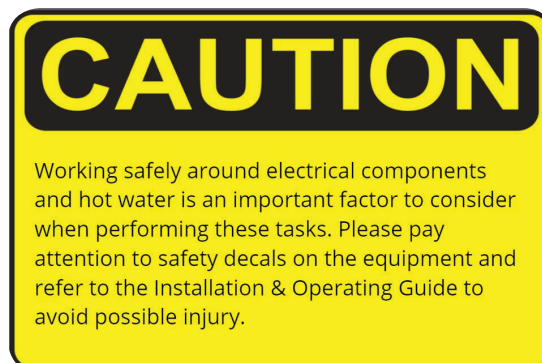 CAUTION
Working safely around electrical components
and hot water is an important factor to consider
when performing these tasks. Please pay
attention to safety decals on the equipment and
refer to the Installation & Operating Guide to
avoid possible injury.